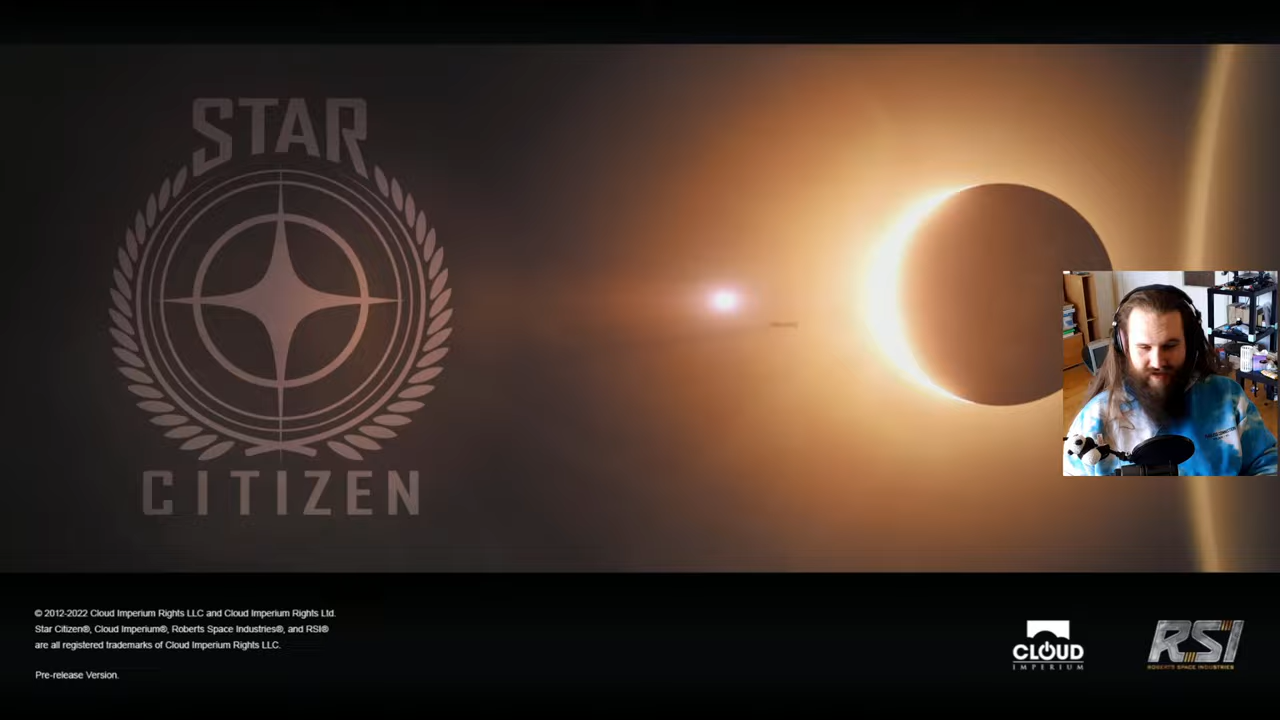 STAR
CITIZEN
© 2012-2022 Cloud Imperium Rights LLC and Cloud Imperium Rights Ltd.
Star Citizen®, Cloud Imperium®, Roberts Space Industries®, and RSI®
are all registered trademarks of Cloud Imperium Rights LLC.
Pre-release Version.
CLOUD
IMPERIUM
RSI
ROBERTS SPACE INDUSTRIES